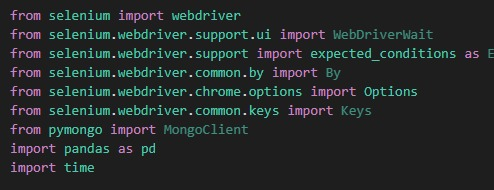 from selenium import webdriver
from selenium.webdriver.support.ui import WebDriverWait
from selenium.webdriver.support import expected_conditions as E
from selenium.webdriver.common.by import By
from selenium.webdriver.chrome.options import Options
from selenium.webdriver.common.keys import Keys
from pymongo import MongoClient
import pandas as pd
import time